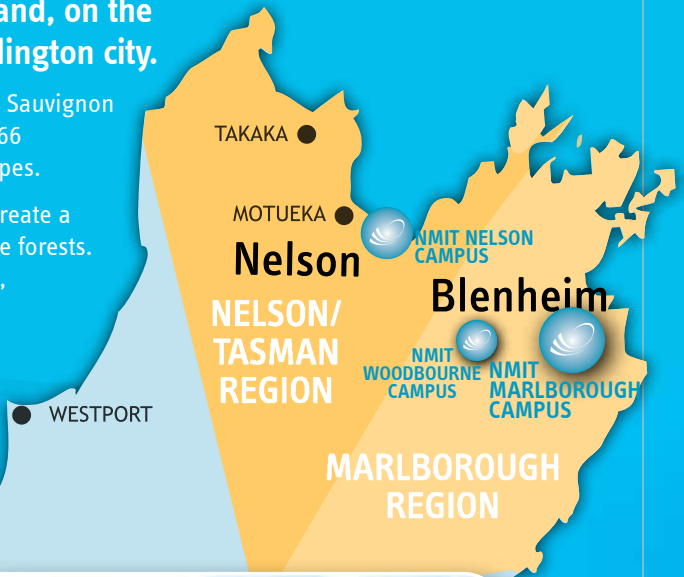 and, on the
lington city.
Sauvignon
66
pes.
reate a
e forests.
,
TAKAKA
MOTUEKA
Nelson
NMIT NELSON
CAMPUS
NELSON/
TASMAN
REGION
Blenheim
NMIT
WOODBOURNE
CAMPUS
NMIT
MARLBOROUGH
CAMPUS
WESTPORT
MARLBOROUGH
REGION